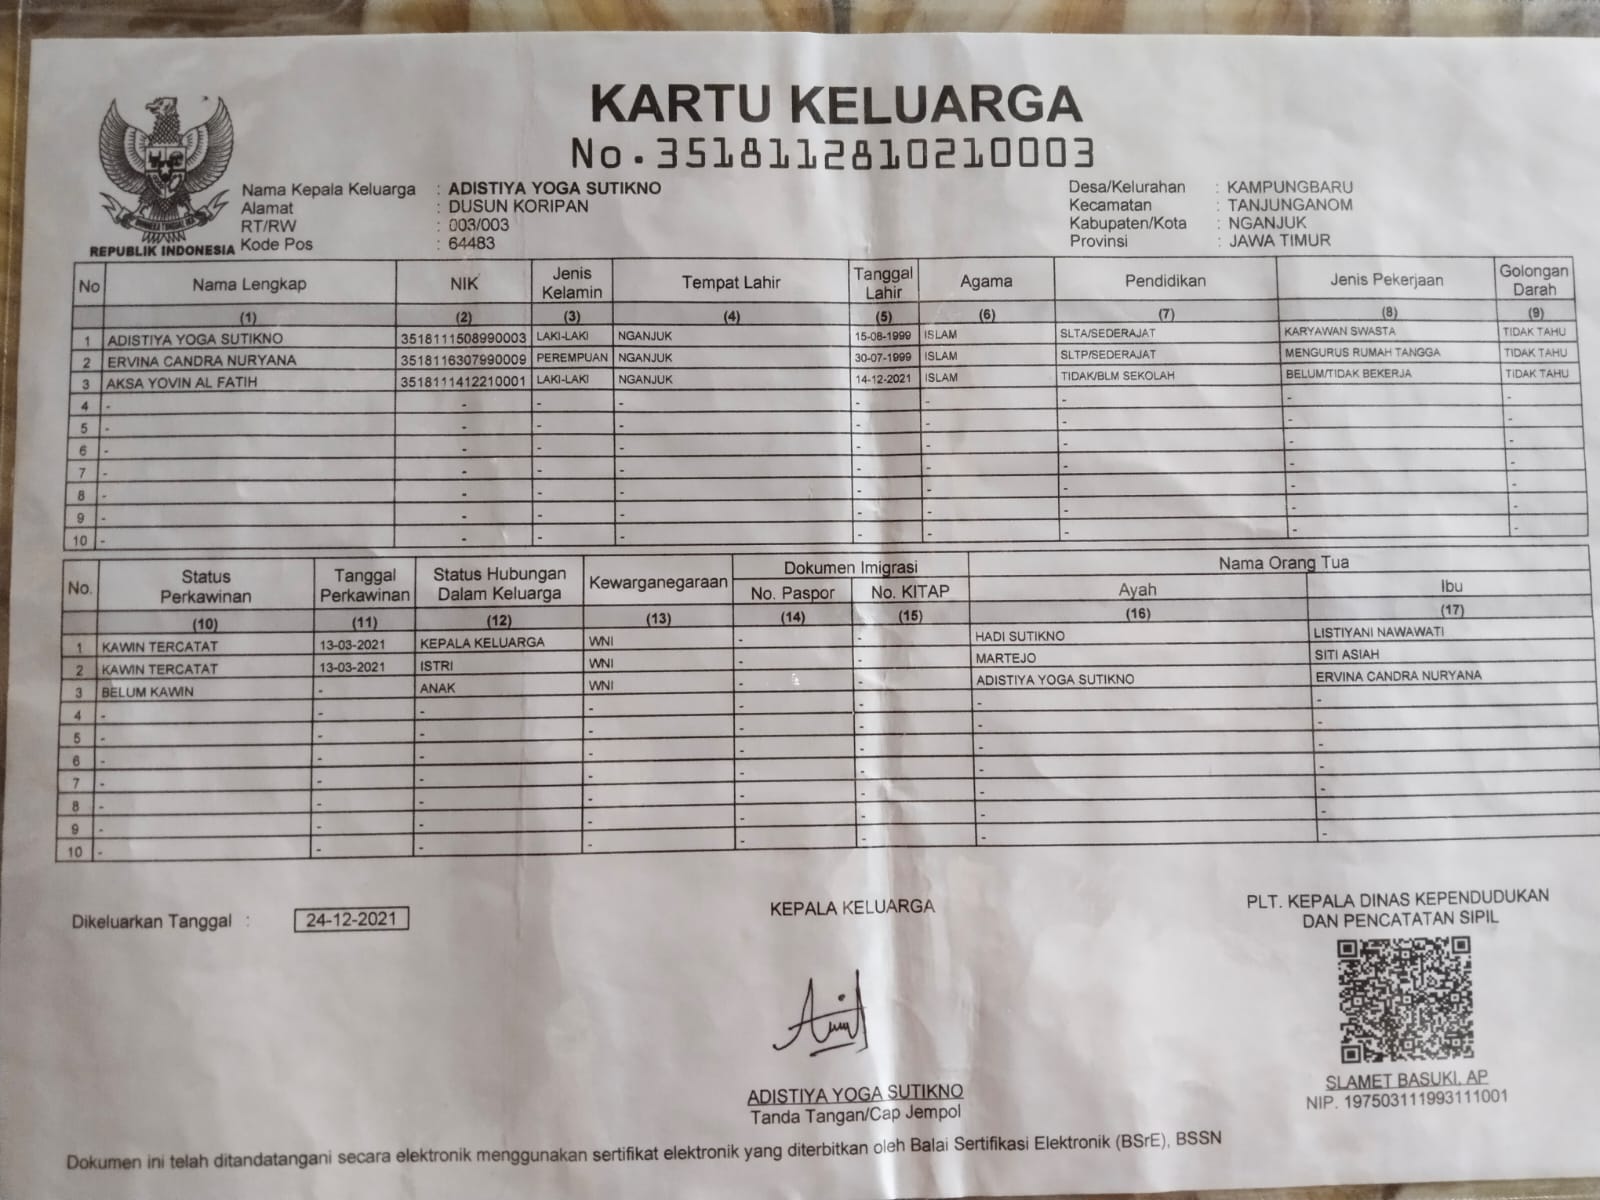 KARTU KELUARGA
No.3518112810210003
REPUBLIK INDONESIA
Nama Kepala Keluarga : ADISTIYA YOGA SUTIKNO
Alamat : DUSUN KORIPAN
RT/RW : 003/003
Kode Pos : 64483
Desa/Kelurahan : KAMPUNGBARU
Kecamatan : TANJUNGANOM
Kabupaten/Kota : NGANJUK
Provinsi : JAWA TIMUR
No Nama Lengkap NIK Jenis Kelamin Tempat Lahir Tanggal Lahir Agama Pendidikan Jenis Pekerjaan Golongan Darah
(1) (2) (3) (4) (5) (6) (7) (8) (9)
1 ADISTIYA YOGA SUTIKNO 3518111508990003 LAKI-LAKI NGANJUK 15-08-1999 ISLAM SLTA/SEDERAJAT KARYAWAN SWASTA TIDAK TAHU
2 ERVINA CANDRA NURYANA 3518116307990009 PEREMPUAN NGANJUK 30-07-1999 ISLAM SLTP/SEDERAJAT MENGURUS RUMAH TANGGA TIDAK TAHU
3 AKSA YOVIN AL FATIH 3518111412210001 LAKI-LAKI NGANJUK 14-12-2021 ISLAM TIDAK/BLM SEKOLAH BELUM/TIDAK BEKERJA TIDAK TAHU
4 - - - - - - - - -
5 - - - - - - - - -
6 - - - - - - - - -
7 - - - - - - - - -
8 - - - - - - - - -
9 - - - - - - - - -
10 - - - - - - - - -
No. Status Perkawinan Tanggal Perkawinan Status Hubungan Dalam Keluarga Kewarganegaraan Dokumen Imigrasi Nama Orang Tua
No. Paspor No. KITAP Ayah Ibu
(10) (11) (12) (13) (14) (15) (16) (17)
1 KAWIN TERCATAT 13-03-2021 KEPALA KELUARGA WNI - - HADI SUTIKNO LISTIYANI NAWAWATI
2 KAWIN TERCATAT 13-03-2021 ISTRI WNI - - MARTEJO SITI ASIAH
3 BELUM KAWIN - ANAK WNI - - ADISTIYA YOGA SUTIKNO ERVINA CANDRA NURYANA
4 - - - - - - - -
5 - - - - - - - -
6 - - - - - - - -
7 - - - - - - - -
8 - - - - - - - -
9 - - - - - - - -
10 - - - - - - - -
Dikeluarkan Tanggal : 24-12-2021
KEPALA KELUARGA
ADISTIYA YOGA SUTIKNO
Tanda Tangan/Cap Jempol
PLT. KEPALA DINAS KEPENDUDUKAN
DAN PENCATATAN SIPIL
SLAMET BASUKI, AP
NIP. 197503111993111001
Dokumen ini telah ditandatangani secara elektronik menggunakan sertifikat elektronik yang diterbitkan oleh Balai Sertifikasi Elektronik (BSrE), BSSN